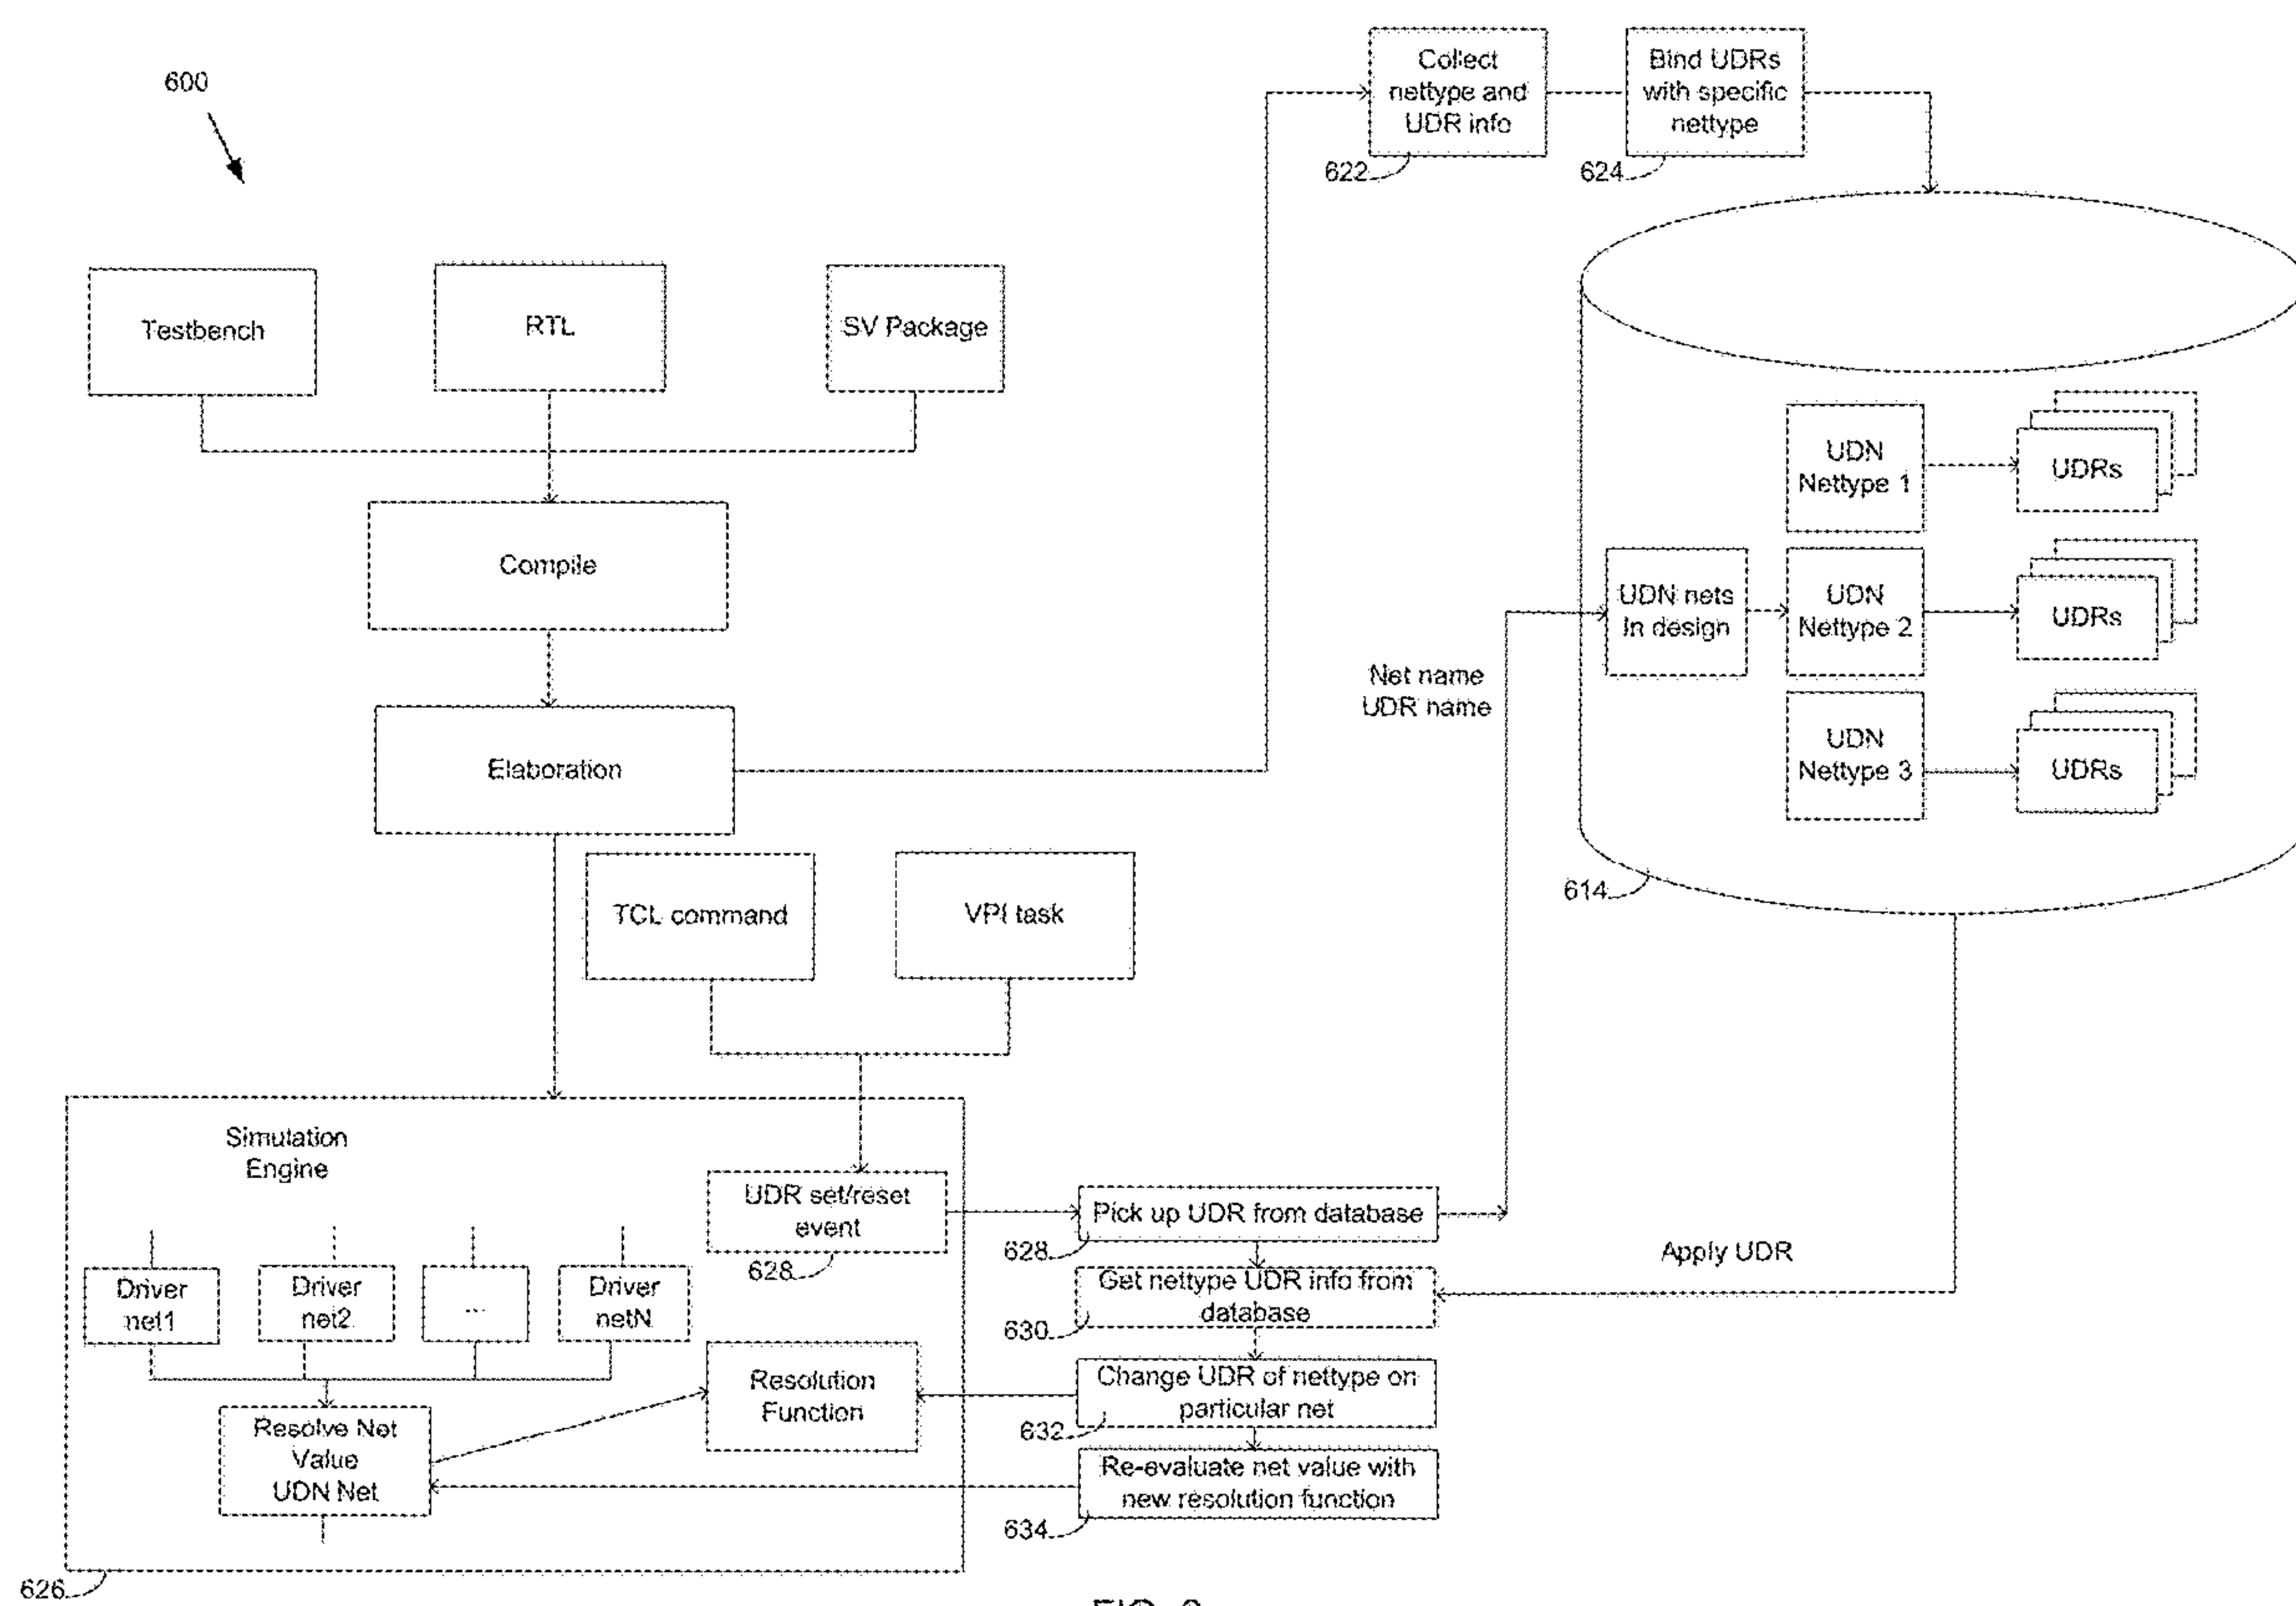 600
Collect
nettype and
UDR info
622
Bind UDRs
with specific
nettype
624
Testbench
RTL
SV Package
Compile
Elaboration
TCL command
VPI task
UDN nets
In design
UDN
Nettype 1
UDRs
UDN
Nettype 2
UDRs
UDN
Nettype 3
UDRs
614
Net name
UDR name
Simulation
Engine
UDR set/reset
event
628
Driver
net1
Driver
net2
...
Driver
netN
Resolution
Function
Resolve Net
Value
UDN Net
626
Pick up UDR from database
628
Get nettype UDR info from
database
630
Change UDR of nettype on
particular net
632
Re-evaluate net value with
new resolution function
634
Apply UDR